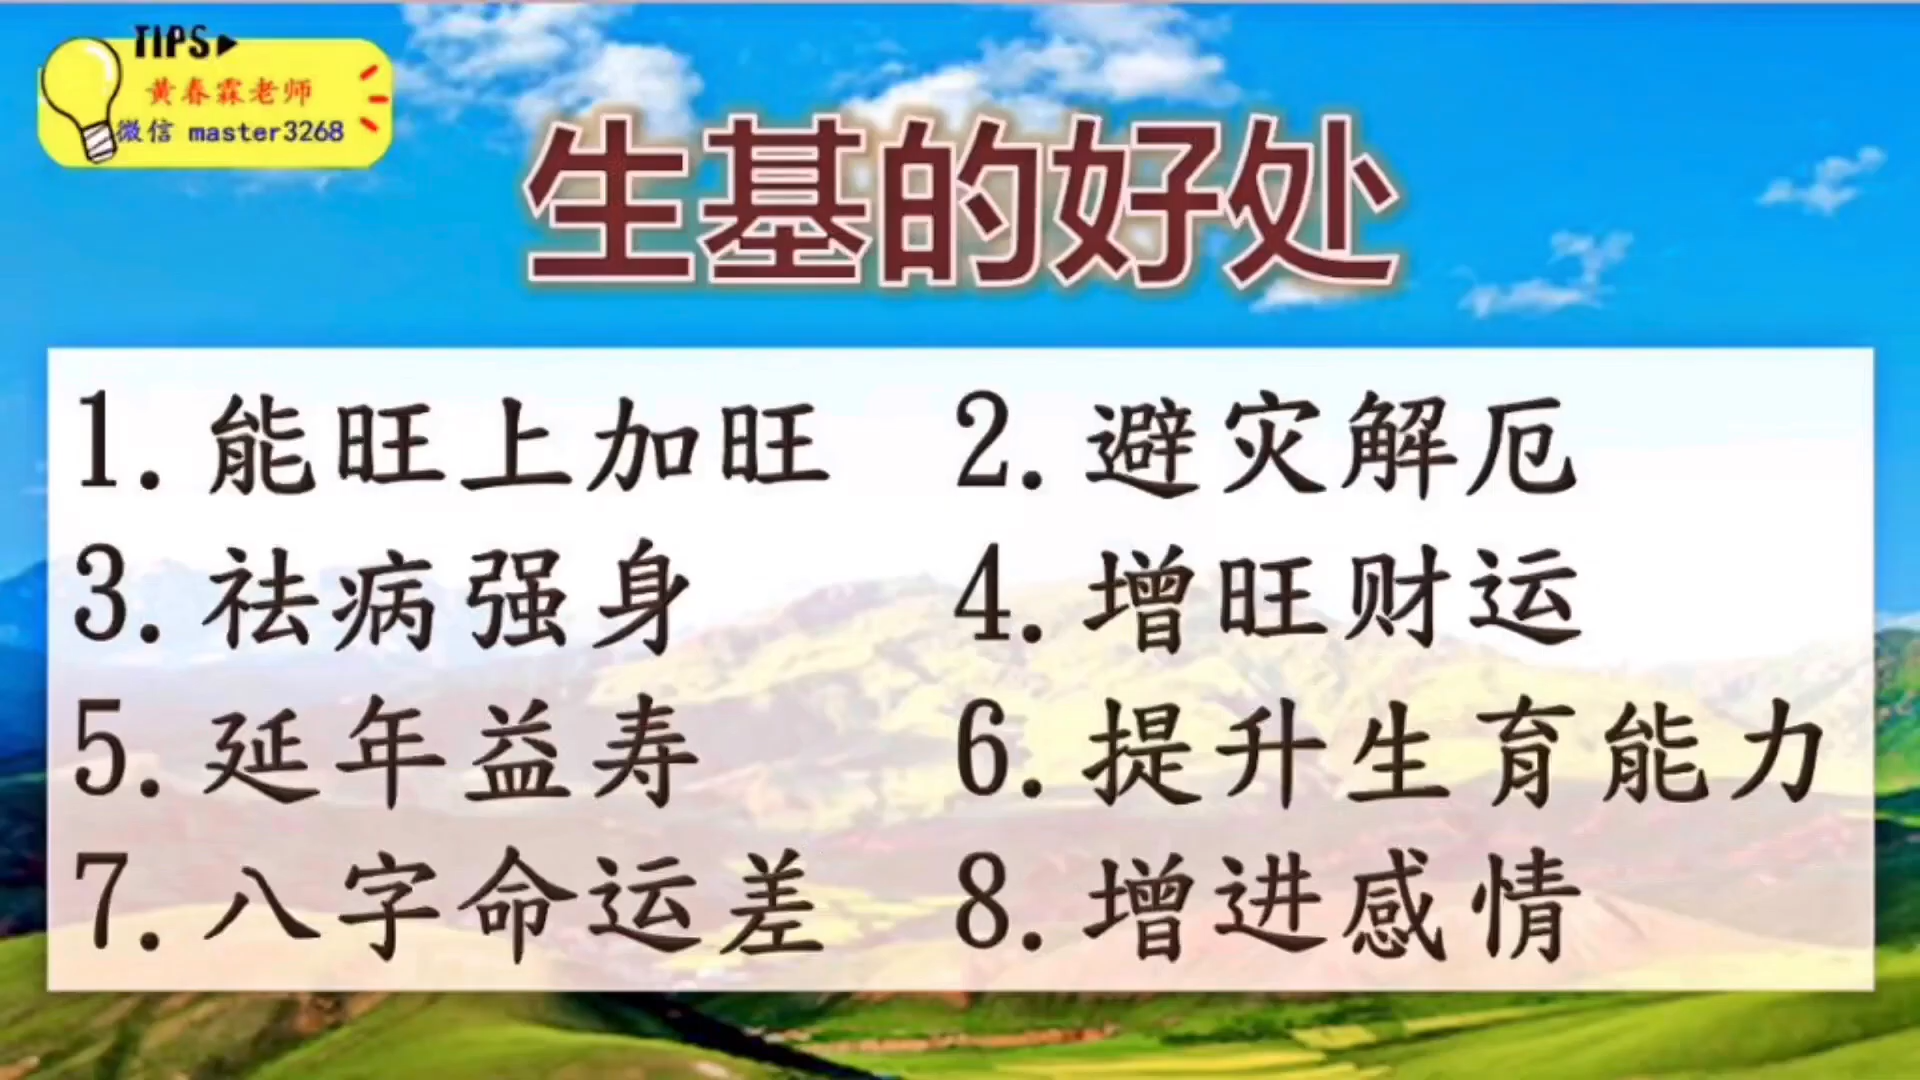 TIPS
黄春霖老师
微信 master3268
生基的好处
1.能旺上加旺 2.避灾解厄
3.祛病强身 4.增旺财运
5.延年益寿 6.提升生育能力
7.八字命运差 8.增进感情